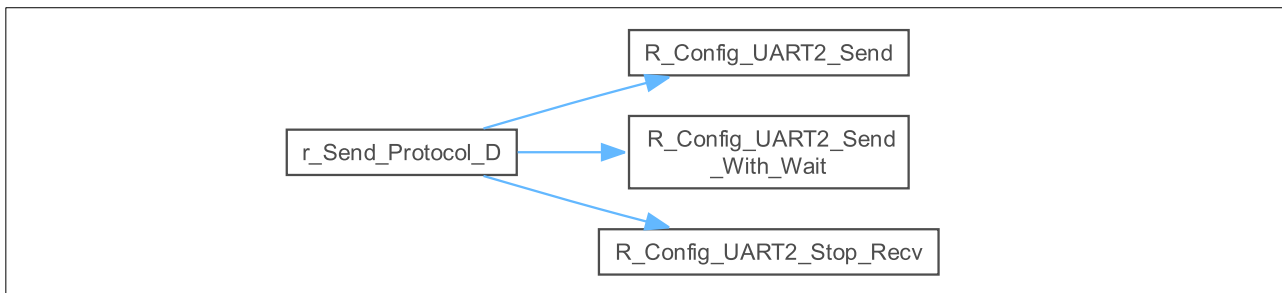 R_Config_UART2_Send
r_Send_Protocol_D
R_Config_UART2_Send
_With_Wait
R_Config_UART2_Stop_Recv